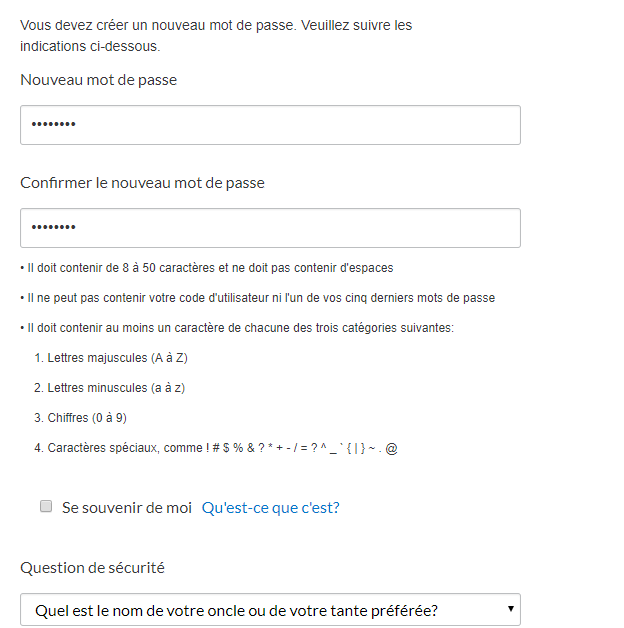 Vous devez créer un nouveau mot de passe. Veuillez suivre les
indications ci-dessous.
Nouveau mot de passe
••••••••
Confirmer le nouveau mot de passe
••••••••
• Il doit contenir de 8 à 50 caractères et ne doit pas contenir d'espaces
• Il ne peut pas contenir votre code d'utilisateur ni l'un de vos cinq derniers mots de passe
• Il doit contenir au moins un caractère de chacune des trois catégories suivantes:
1. Lettres majuscules (A à Z)
2. Lettres minuscules (a à z)
3. Chiffres (0 à 9)
4. Caractères spéciaux, comme ! # $ % & ? * + - / = ? ^ _ ` { | } ~ . @
Se souvenir de moi Qu'est-ce que c'est?
Question de sécurité
Quel est le nom de votre oncle ou de votre tante préférée?